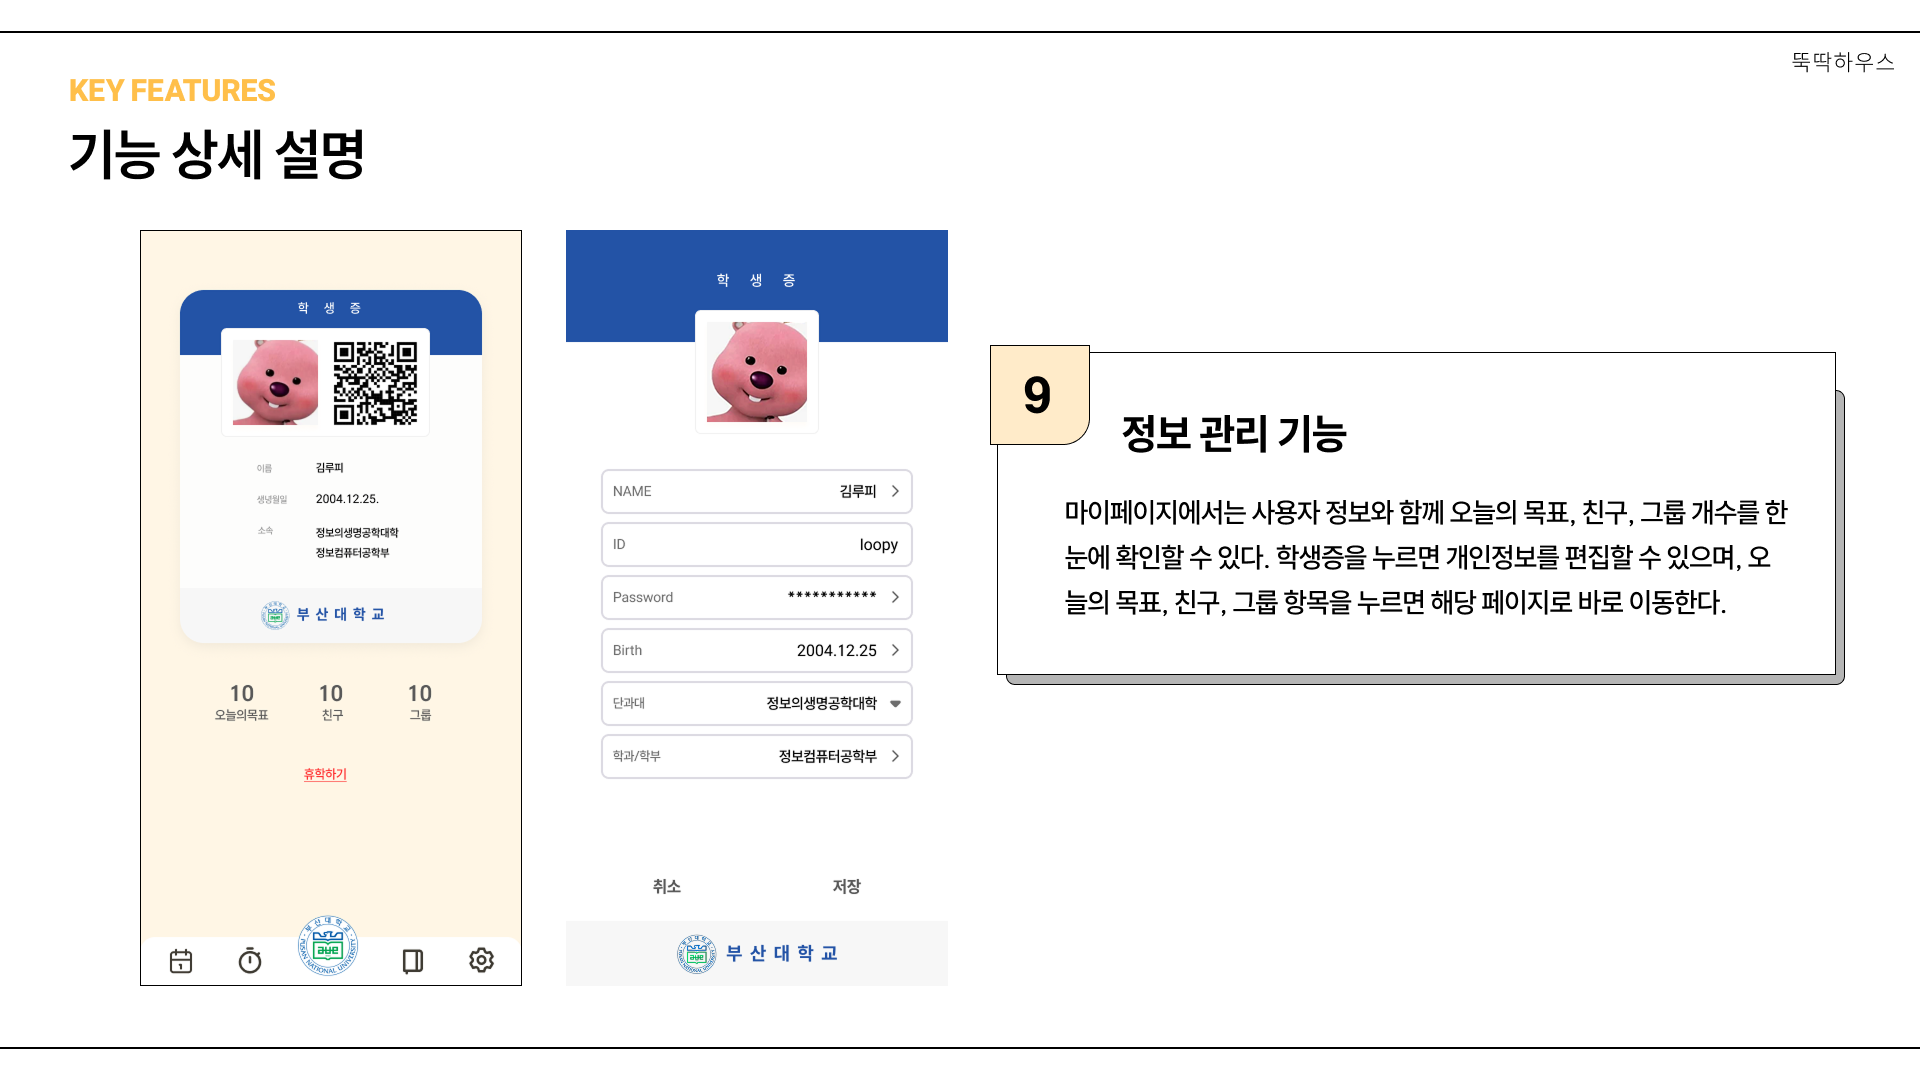 뚝딱하우스
KEY FEATURES
기능 상세 설명
학 생 증
이름 김루피
생년월일 2004.12.25.
소속 정보의생명공학대학
정보컴퓨터공학부
부산대학교
10 10 10
오늘의목표 친구 그룹
휴학하기
부산대학교
PUSAN NATIONAL UNIVERSITY
학 생 증
NAME 김루피
ID loopy
Password ***********
Birth 2004.12.25
단과대 정보의생명공학대학
학과/학부 정보컴퓨터공학부
취소 저장
부산대학교
9
정보 관리 기능
마이페이지에서는 사용자 정보와 함께 오늘의 목표, 친구, 그룹 개수를 한
눈에 확인할 수 있다. 학생증을 누르면 개인정보를 편집할 수 있으며, 오
늘의 목표, 친구, 그룹 항목을 누르면 해당 페이지로 바로 이동한다.